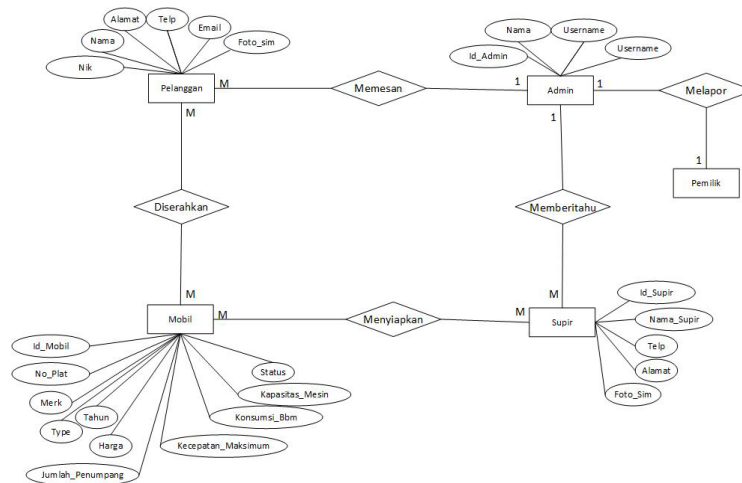 Alamat
Telp
Email
Nama
Foto_sim
Nik
Pelanggan
M
M
Memesan
1
Nama
Username
Username
Id_Admin
Admin
1
1
Melapor
1
Pemilik
Diserahkan
Memberitahu
M
M
Mobil
M
Menyiapkan
M
Supir
Id_Supir
Nama_Supir
Telp
Alamat
Foto_Sim
Id_Mobil
No_Plat
Merk
Type
Tahun
Harga
Jumlah_Penumpang
Kecepatan_Maksimum
Konsumsi_Bbm
Kapasitas_Mesin
Status